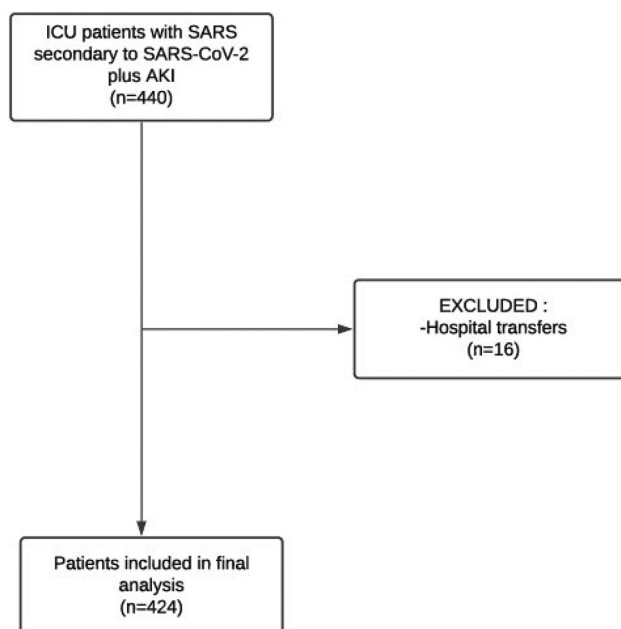 ICU patients with SARS
secondary to SARS-CoV-2
plus AKI
(n=440)
EXCLUDED :
-Hospital transfers
(n=16)
Patients included in final
analysis
(n=424)